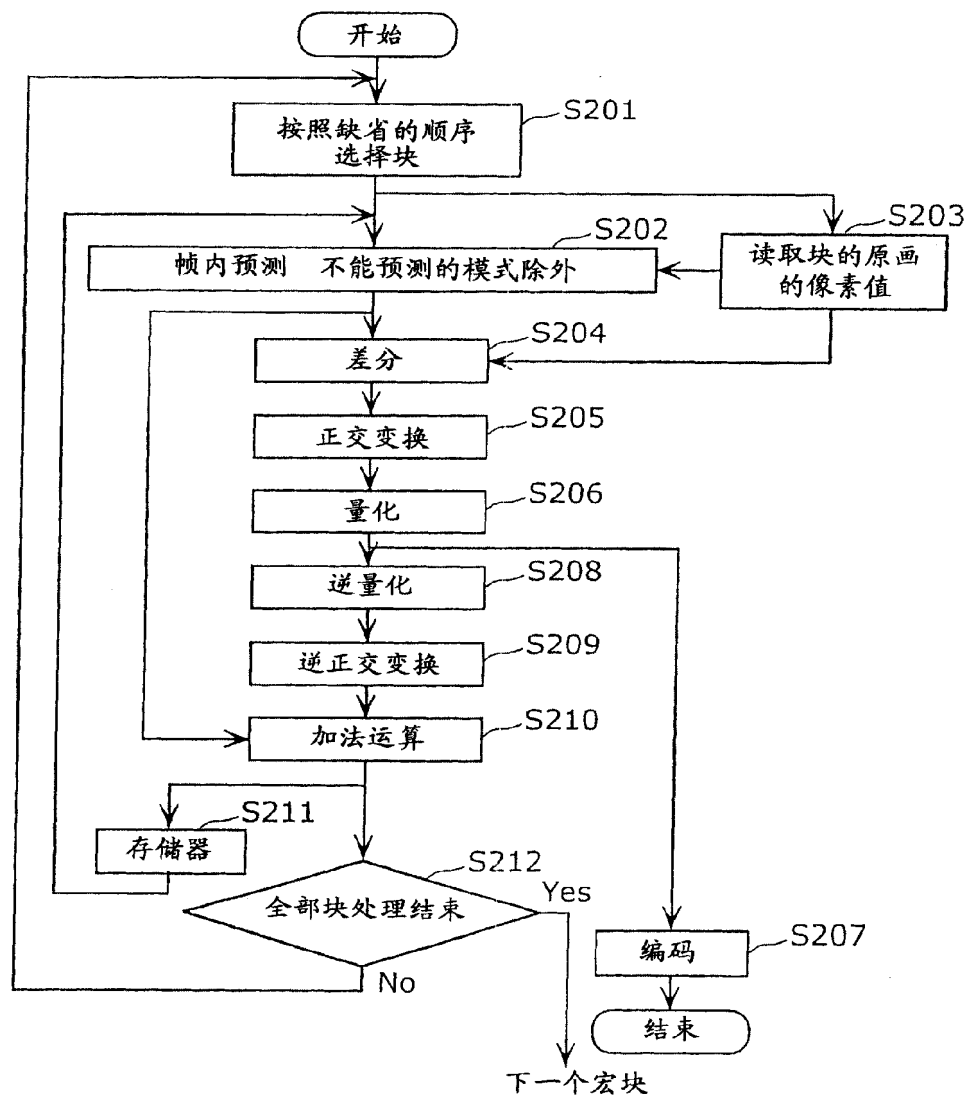 开始
S201
按照缺省的顺序
选择块
S202
S203
帧内预测 不能预测的模式除外
读取块的原画
的像素值
S204
差分
S205
正交变换
S206
量化
S208
逆量化
S209
逆正交变换
S210
加法运算
S211
存储器
S212
全部块处理结束
Yes
No
S207
编码
结束
下一个宏块